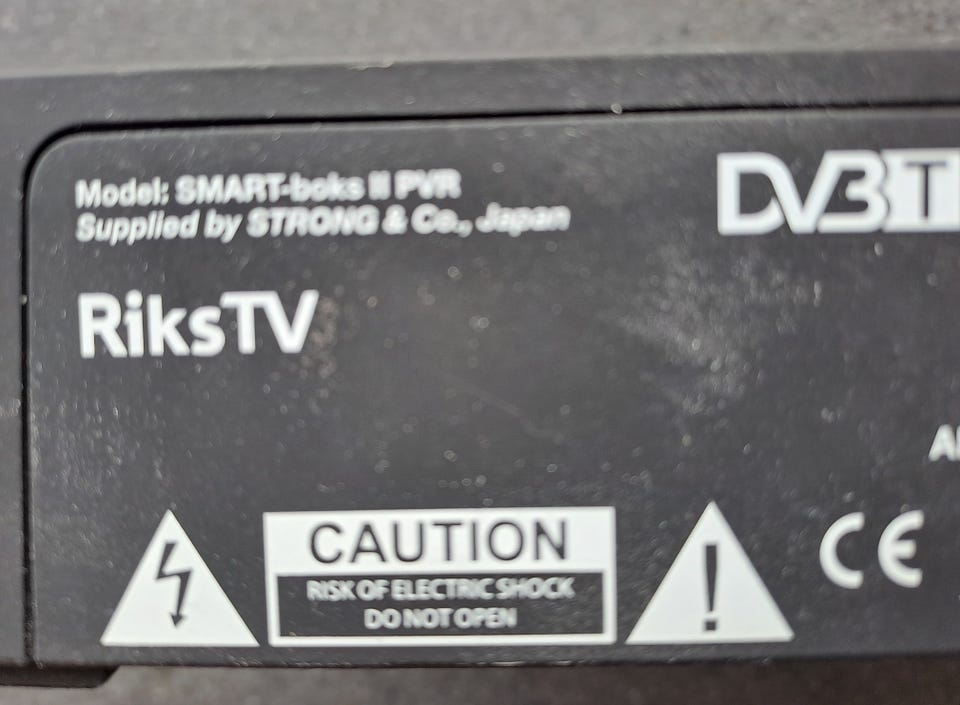 Model: SMART-boks II PVR
Supplied by STRONG & Co., Japan
DVB T
RiksTV
CAUTION
RISK OF ELECTRIC SHOCK
DO NOT OPEN
CE